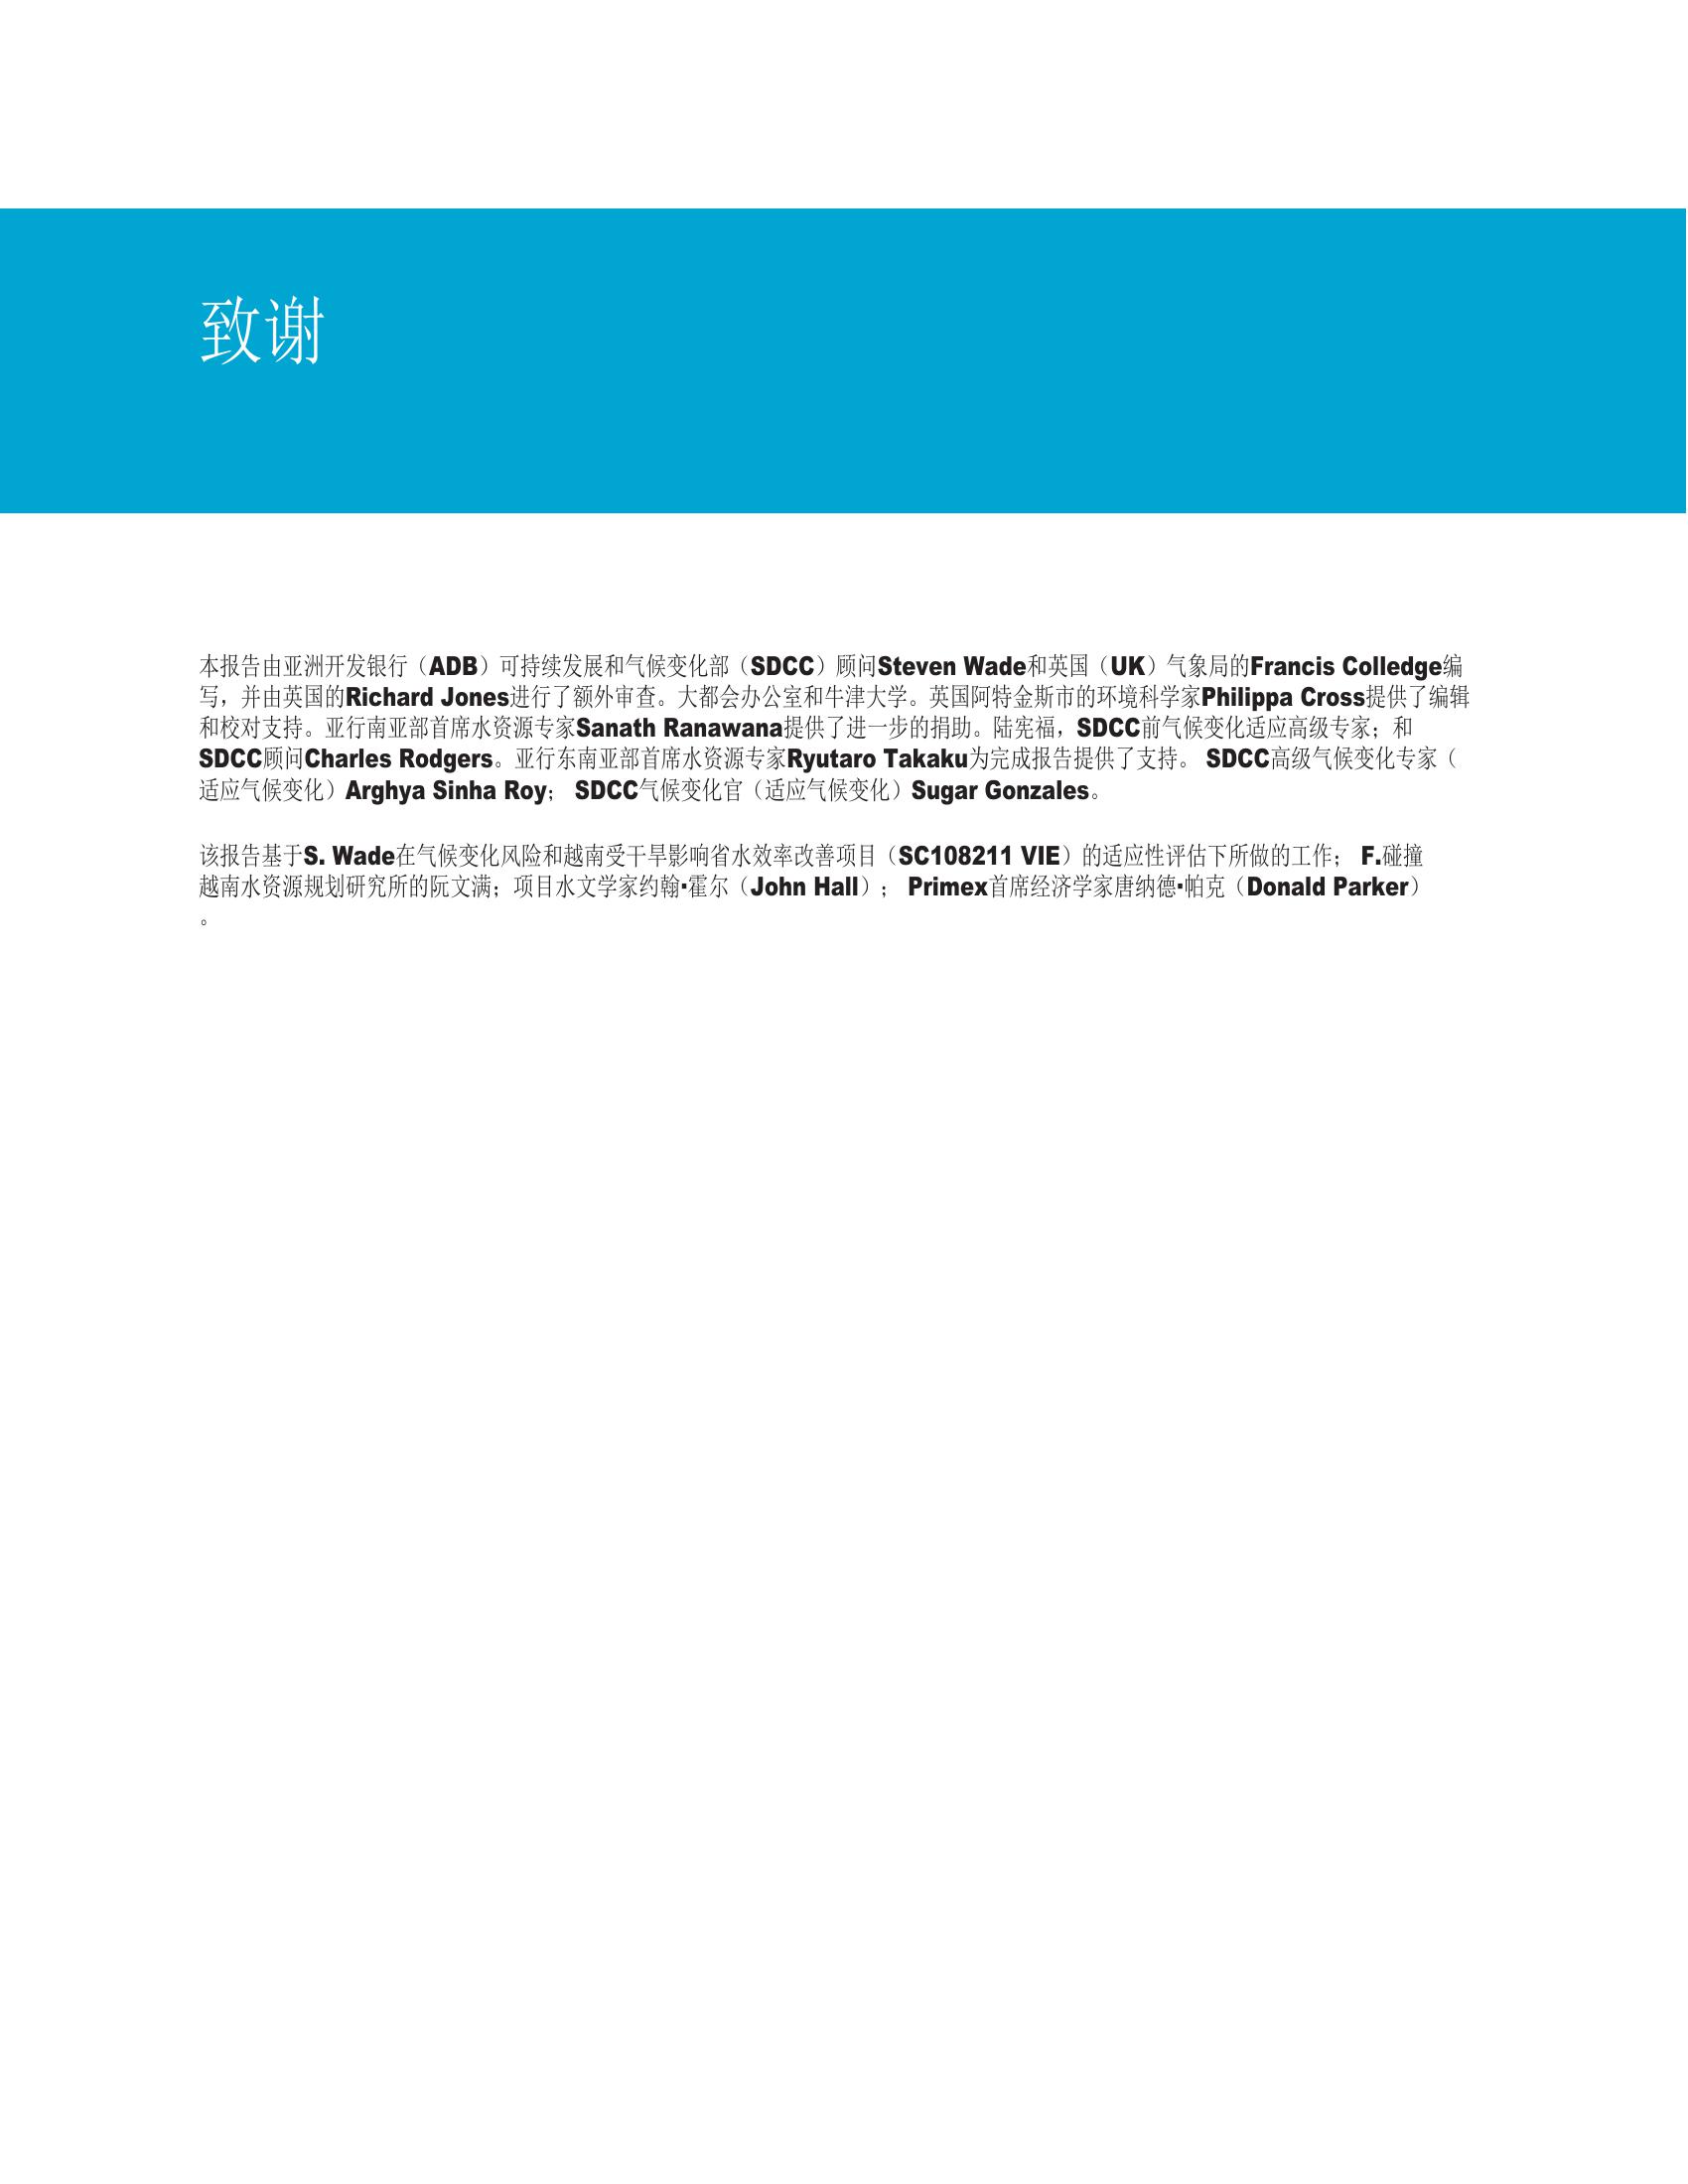 致谢
本报告由亚洲开发银行（ADB）可持续发展和气候变化部（SDCC）顾问Steven Wade和英国（UK）气象局的Francis Colledge编
写，并由英国的Richard Jones进行了额外审查。大都会办公室和牛津大学。英国阿特金斯市的环境科学家Philippa Cross提供了编辑
和校对支持。亚行南亚部首席水资源专家Sanath Ranawana提供了进一步的捐助。陆宪福，SDCC前气候变化适应高级专家；和
SDCC顾问Charles Rodgers。亚行东南亚部首席水资源专家Ryutaro Takaku为完成报告提供了支持。 SDCC高级气候变化专家（
适应气候变化）Arghya Sinha Roy； SDCC气候变化官（适应气候变化）Sugar Gonzales。
该报告基于S. Wade在气候变化风险和越南受干旱影响省水效率改善项目（SC108211 VIE）的适应性评估下所做的工作； F.碰撞
越南水资源规划研究所的阮文满；项目水文学家约翰·霍尔（John Hall）； Primex首席经济学家唐纳德·帕克（Donald Parker）
。